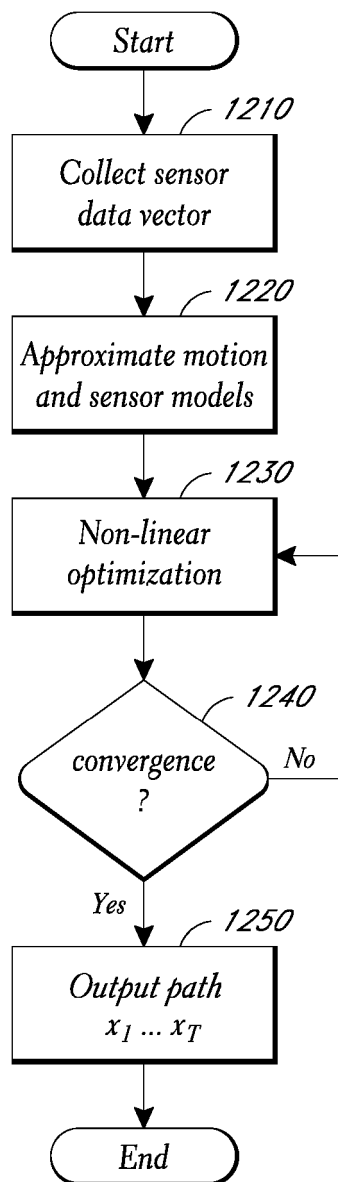 Start
1210
Collect sensor
data vector
1220
Approximate motion
and sensor models
1230
Non-linear
optimization
1240
convergence
?
No
Yes
1250
Output path
x₁ ... x_T
End